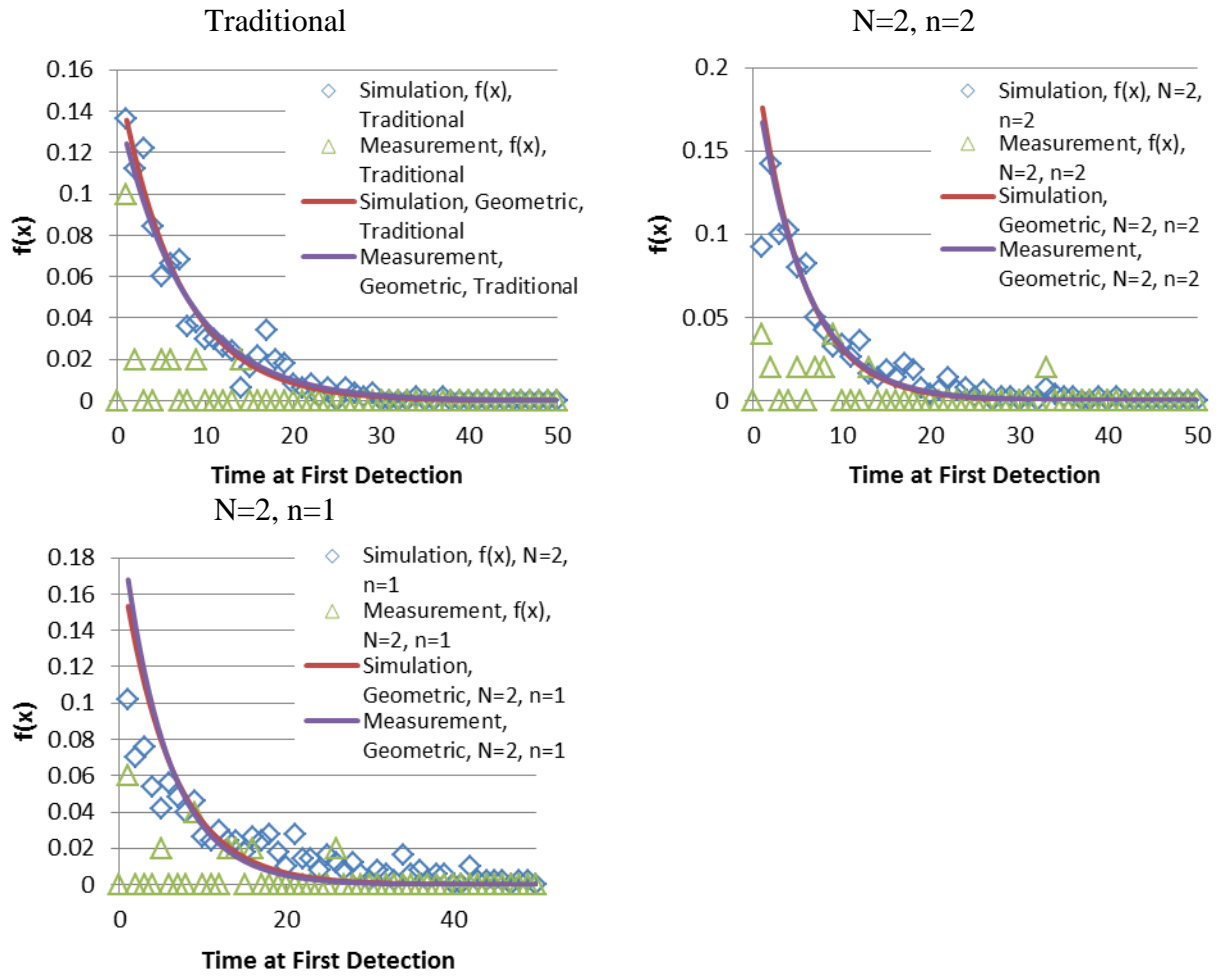 Traditional
0.16
0.14
0.12
0.1
0.08
0.06
0.04
0.02
0
f(x)
0 10 20 30 40 50
Time at First Detection
Simulation, f(x),
Traditional
Measurement, f(x),
Traditional
Simulation, Geometric,
Traditional
Measurement,
Geometric, Traditional
N=2, n=2
0.2
0.15
0.1
0.05
0
f(x)
0 10 20 30 40 50
Time at First Detection
Simulation, f(x), N=2,
n=2
Measurement, f(x),
N=2, n=2
Simulation,
Geometric, N=2, n=2
Measurement,
Geometric, N=2, n=2
N=2, n=1
0.18
0.16
0.14
0.12
0.1
0.08
0.06
0.04
0.02
0
f(x)
0 20 40
Time at First Detection
Simulation, f(x), N=2,
n=1
Measurement, f(x),
N=2, n=1
Simulation,
Geometric, N=2, n=1
Measurement,
Geometric, N=2, n=1